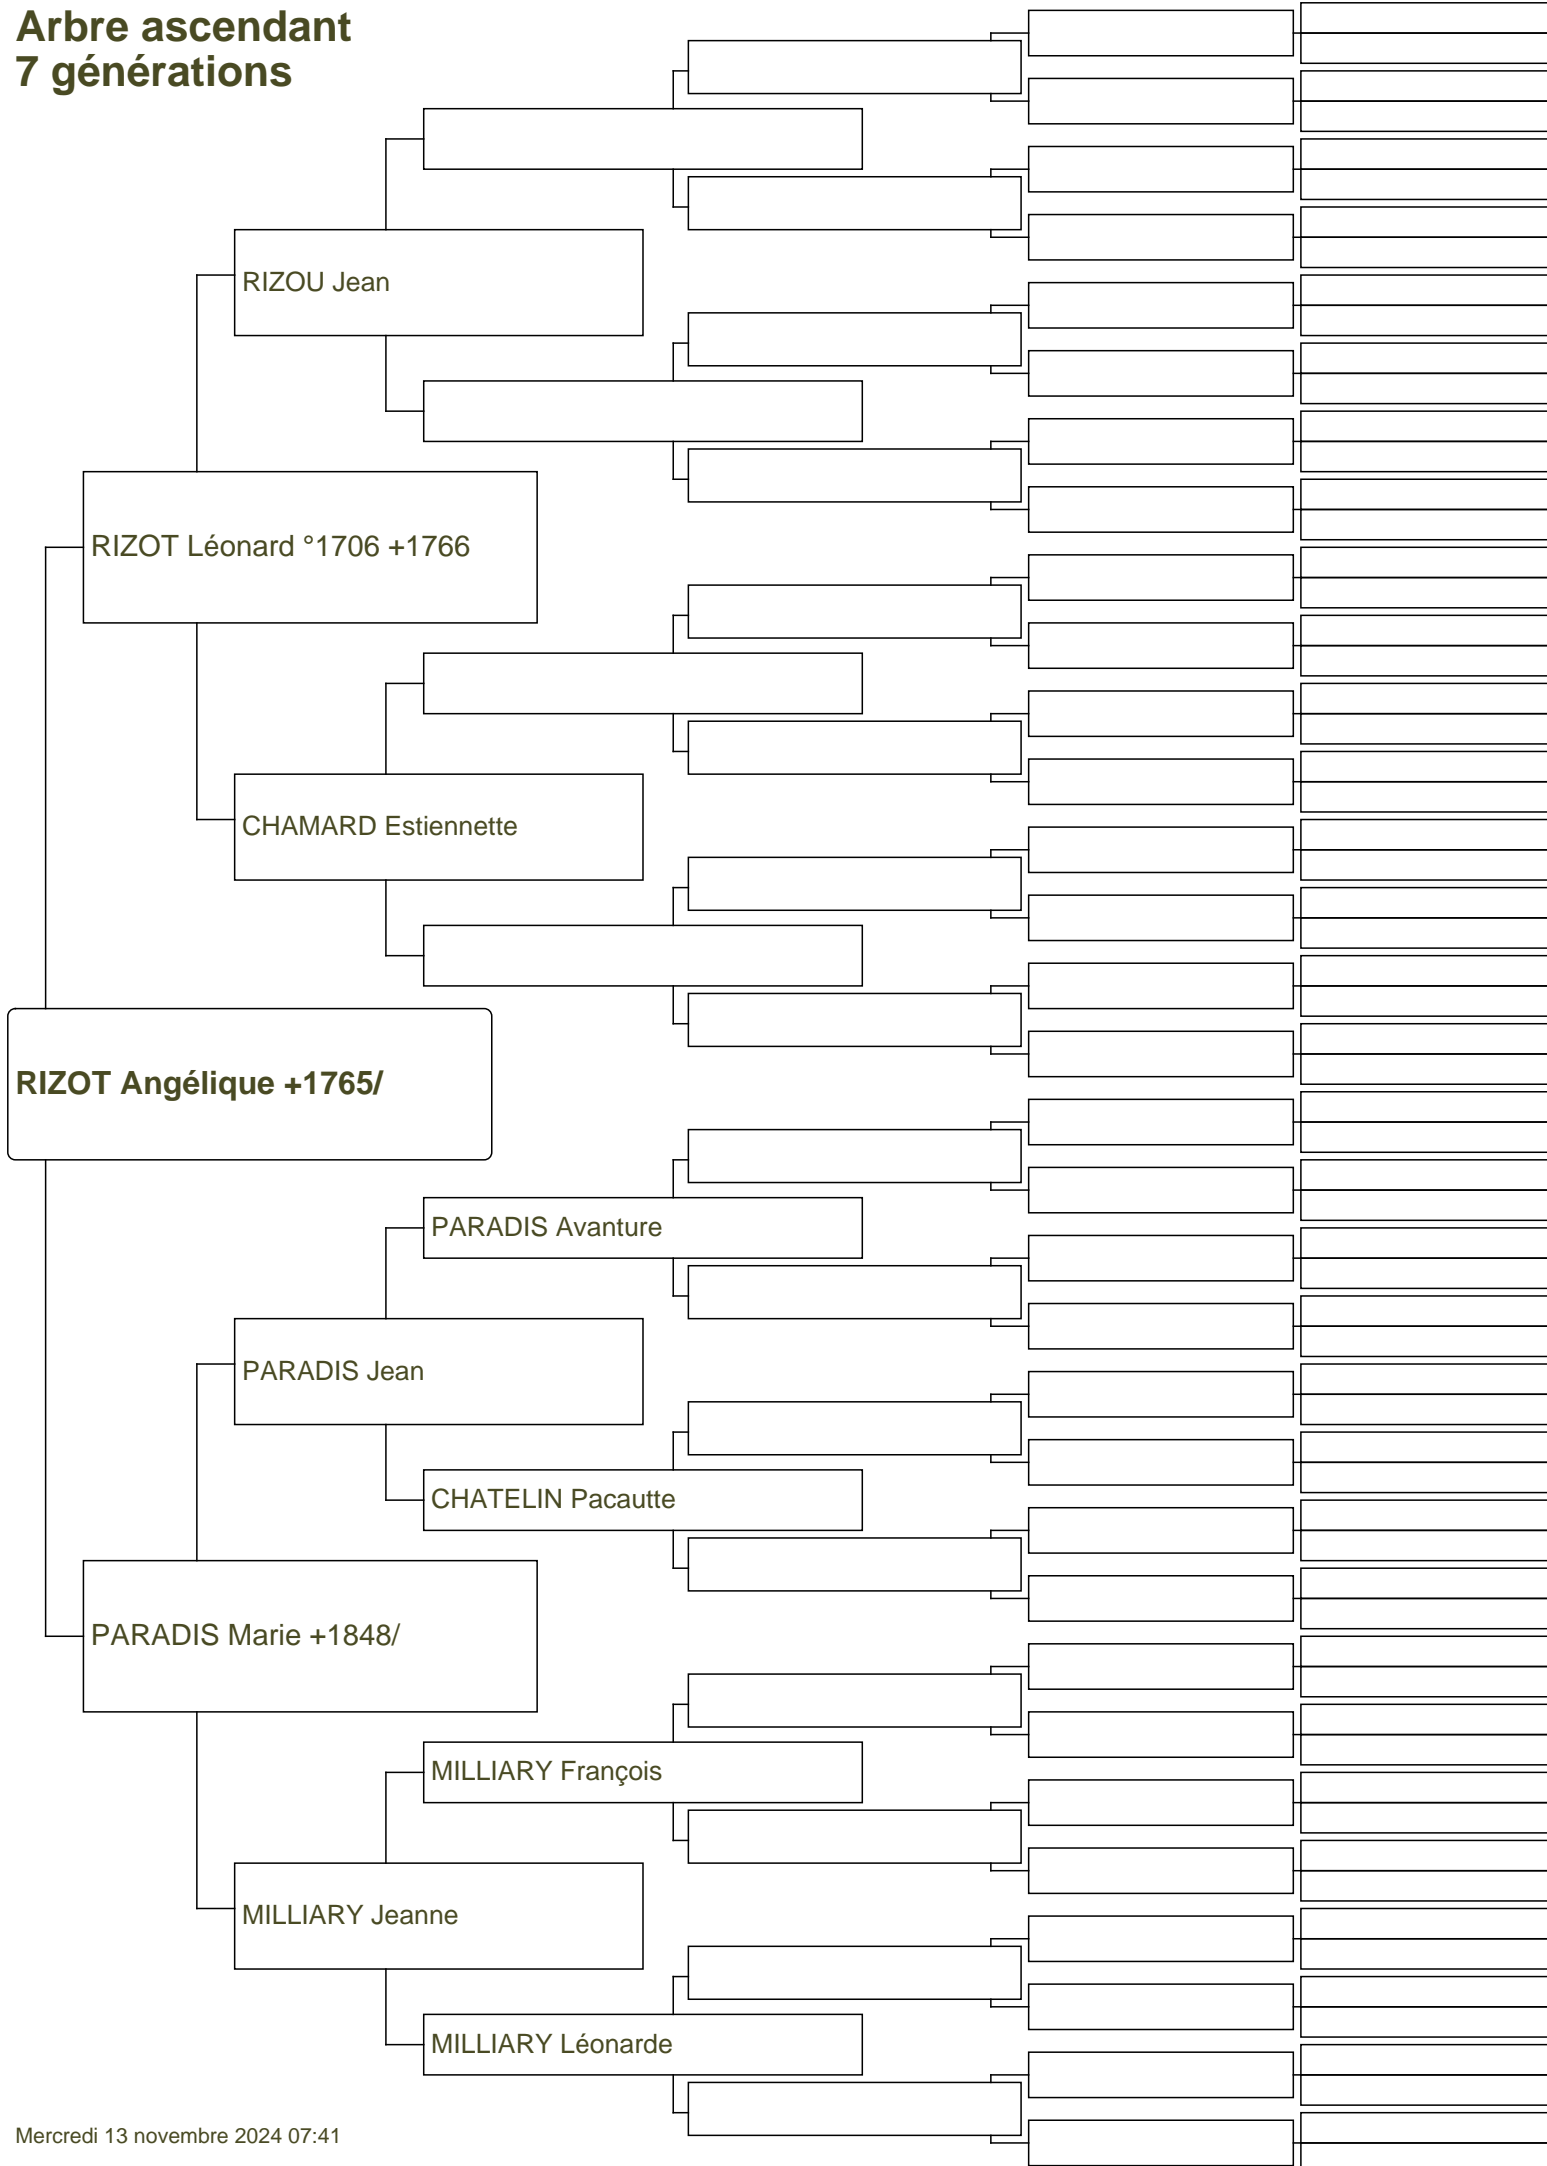 Arbre ascendant
7 générations
RIZOU Jean
RIZOT Léonard °1706 +1766
CHAMARD Estiennette
RIZOT Angélique +1765/
PARADIS Avanture
PARADIS Jean
CHATELIN Pacautte
PARADIS Marie +1848/
MILLIARY François
MILLIARY Jeanne
MILLIARY Léonarde
Mercredi 13 novembre 2024 07:41